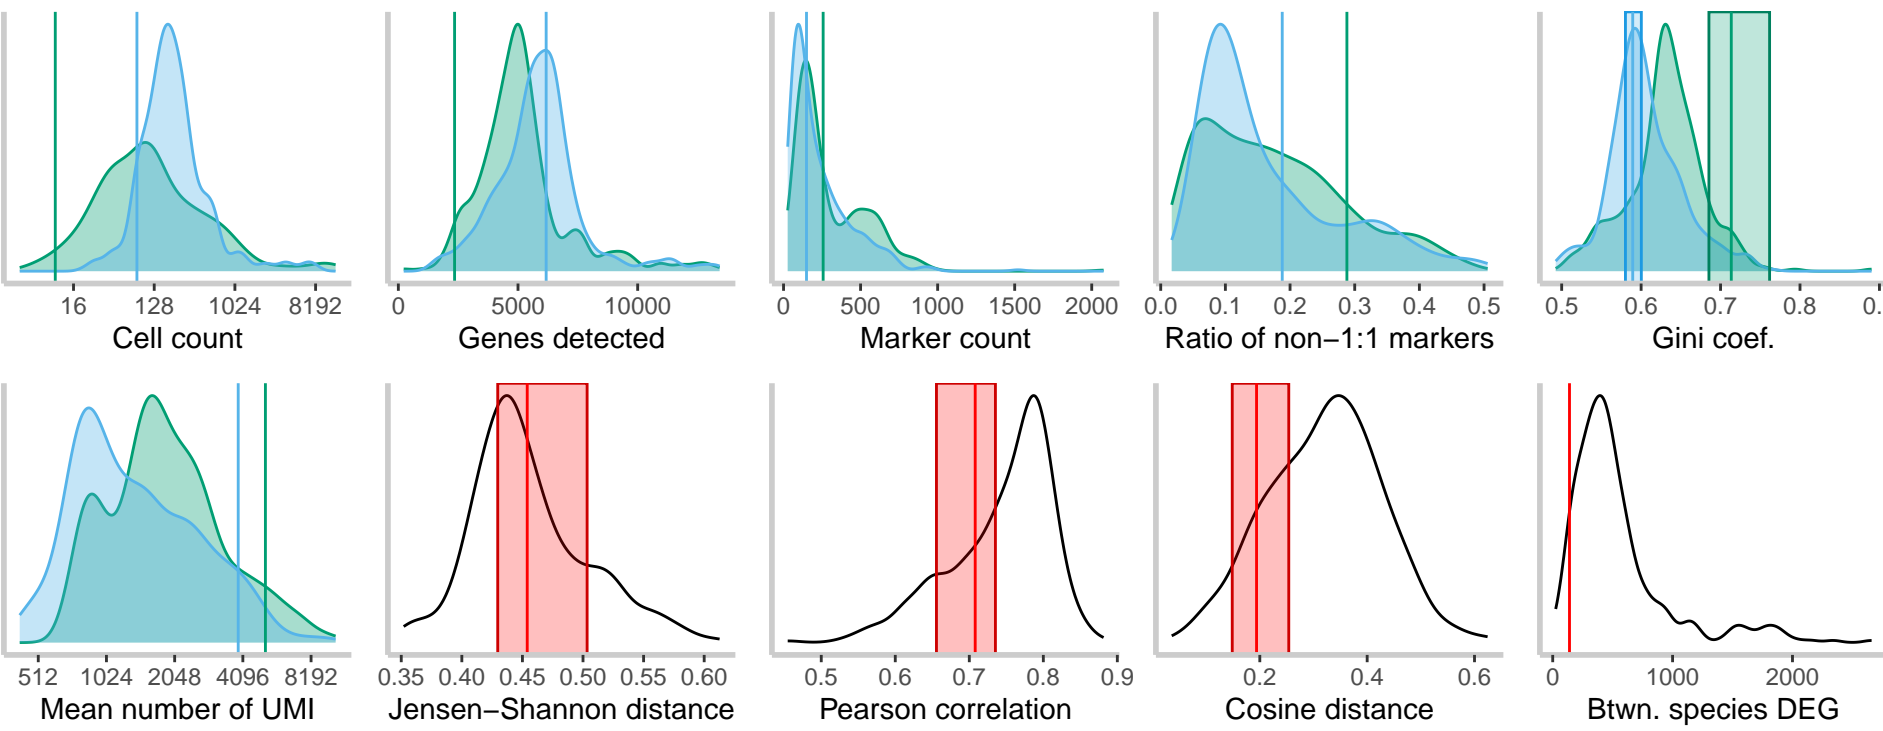 16 128 1024 8192
Cell count
0 5000 10000
Genes detected
0 500 1000 1500 2000
Marker count
0.0 0.1 0.2 0.3 0.4 0.5
Ratio of non−1:1 markers
0.5 0.6 0.7 0.8 0.
Gini coef.
512 1024 2048 4096 8192
Mean number of UMI
0.35 0.40 0.45 0.50 0.55 0.60
Jensen−Shannon distance
0.5 0.6 0.7 0.8 0.9
Pearson correlation
0.2 0.4 0.6
Cosine distance
0 1000 2000
Btwn. species DEG